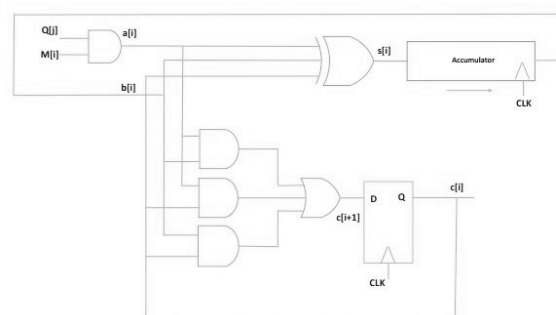 Q[j]
M[i]
a[i]
b[i]
s[i]
Accumulator
CLK
c[i+1]
D Q
CLK
c[i]